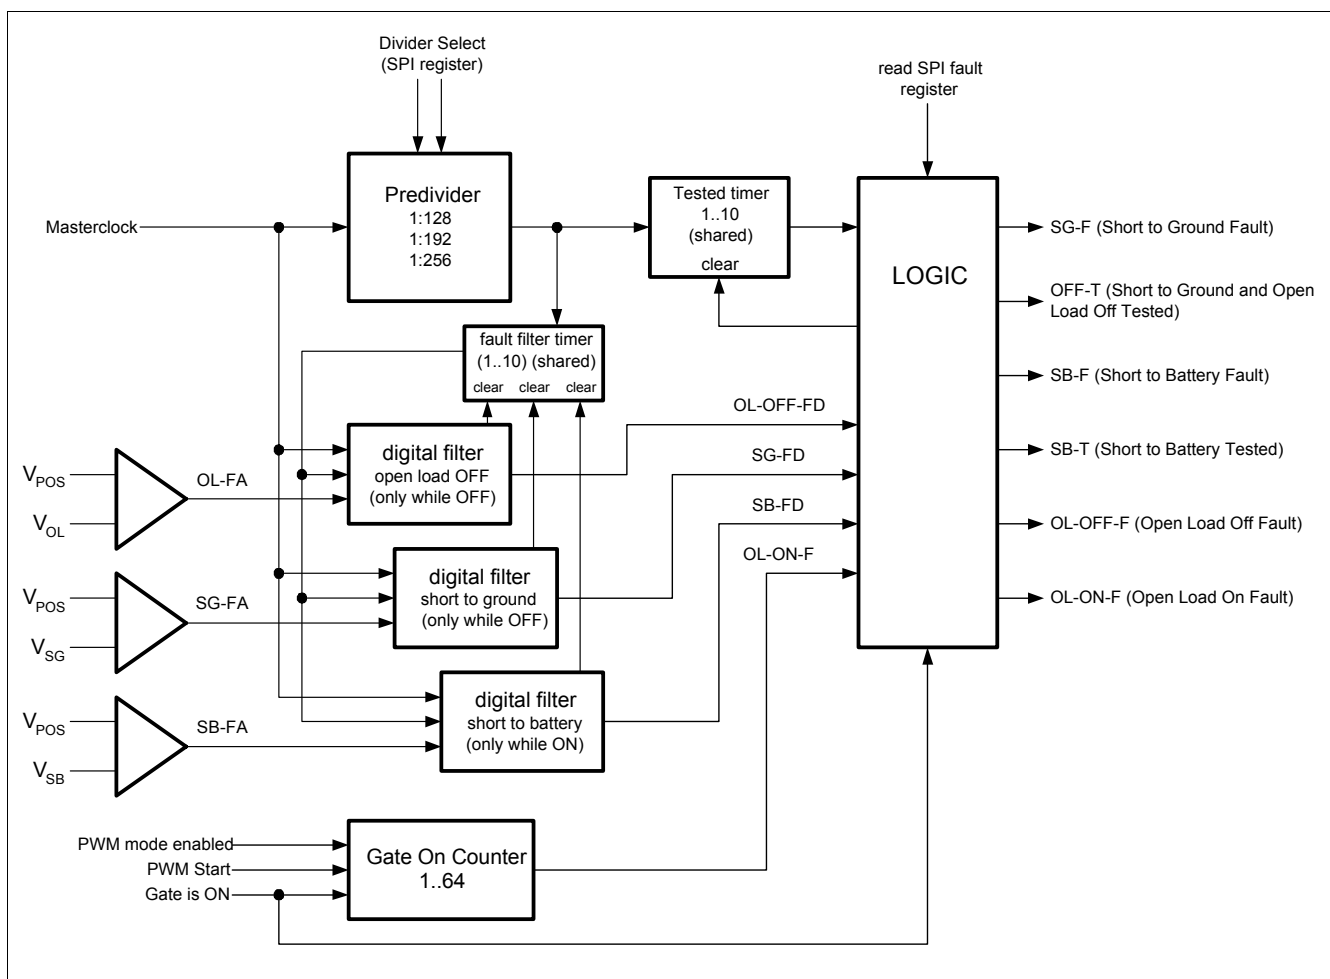 Divider Select
(SPI register)
read SPI fault
register
Masterclock
Predivider
1:128
1:192
1:256
Tested timer
1..10
(shared)
clear
LOGIC
SG-F (Short to Ground Fault)
OFF-T (Short to Ground and Open
Load Off Tested)
SB-F (Short to Battery Fault)
SB-T (Short to Battery Tested)
OL-OFF-F (Open Load Off Fault)
OL-ON-F (Open Load On Fault)
fault filter timer
(1..10) (shared)
clear clear clear
OL-OFF-FD
SG-FD
SB-FD
OL-ON-F
VPOS
VOL
OL-FA
digital filter
open load OFF
(only while OFF)
VPOS
VSG
SG-FA
digital filter
short to ground
(only while OFF)
VPOS
VSB
SB-FA
digital filter
short to battery
(only while ON)
PWM mode enabled
PWM Start
Gate is ON
Gate On Counter
1..64